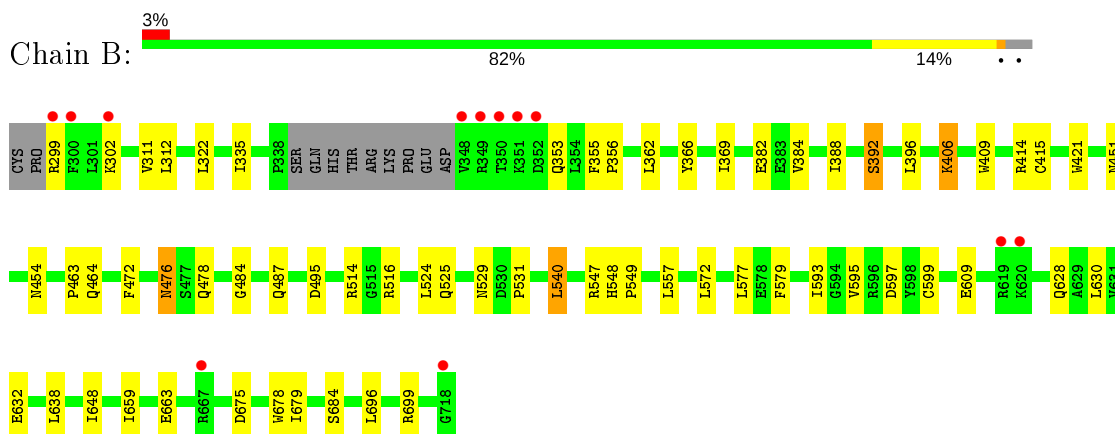 3%
Chain B:
82%
14%
CYS PRO R299 F300 L301 K302 V311 L312 L322 I335 P338 SER GLN HIS THR ARG LYS PRO GLU ASP V348 R349 T350 K351 D352 Q353 L354 F355 P356 L362 Y366 I369 E382 E383 V384 I388 S392 L396 K406 W409 R414 C415 W421 N451
N454 P463 Q464 F472 N476 S477 Q478 G484 Q487 D495 R514 G515 R516 L524 Q525 N529 D530 P531 L540 R547 H548 P549 L557 L572 L577 E578 F579 I593 G594 V595 R596 D597 Y598 C599 E609 R619 K620 Q628 A629 L630 V631
E632 L638 I648 I659 E663 R667 D675 W678 I679 S684 L696 R699 G718